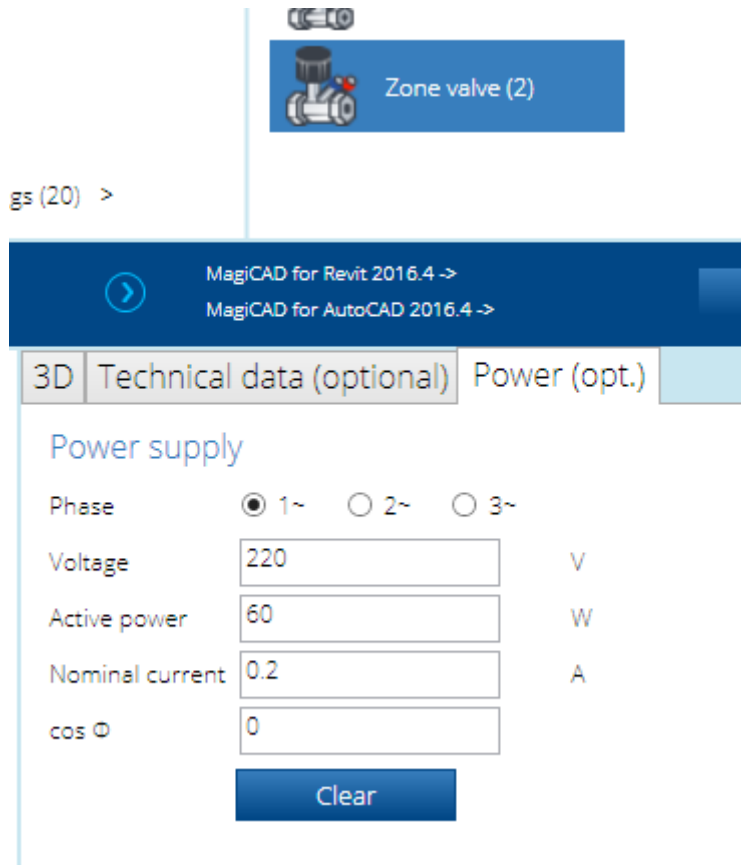 Zone valve (2)
gs (20) >
MagiCAD for Revit 2016.4 ->
MagiCAD for AutoCAD 2016.4 ->
3D Technical data (optional) Power (opt.)
Power supply
Phase 1~ 2~ 3~
Voltage 220 V
Active power 60 W
Nominal current 0.2 A
cos Φ 0
Clear